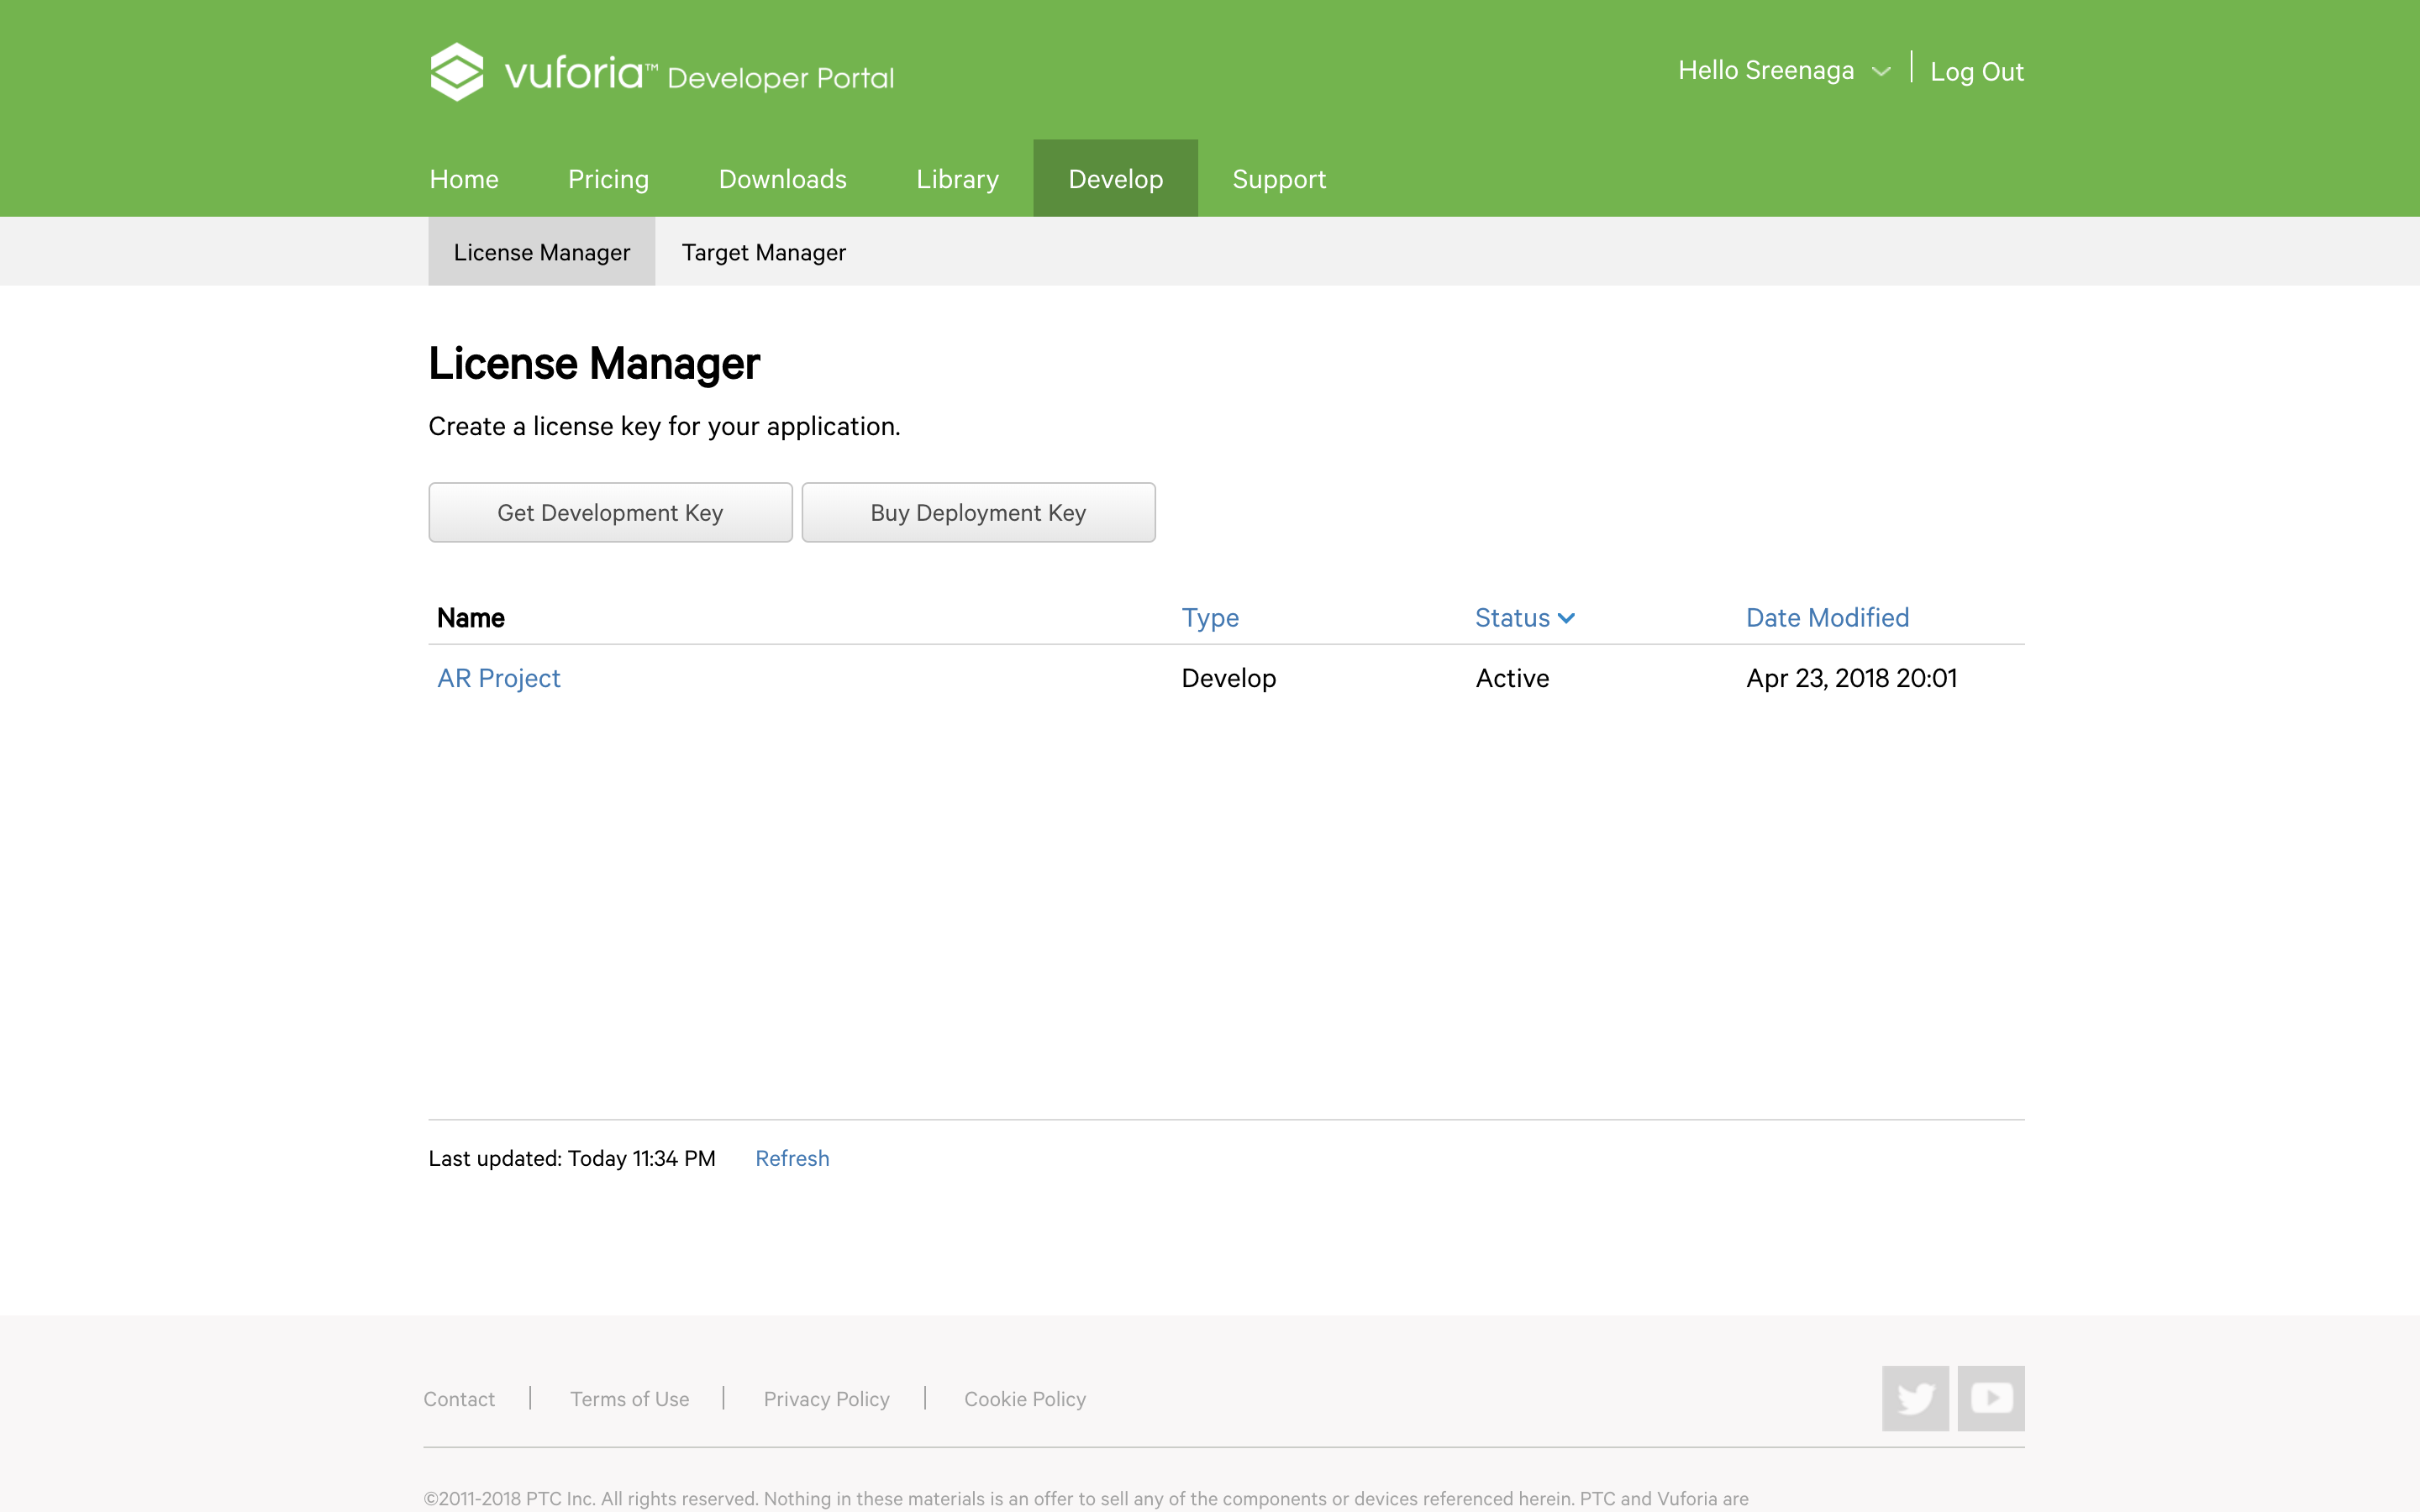 vuforia™ Developer Portal
Hello Sreenaga
Log Out
Home Pricing Downloads Library Develop Support
License Manager Target Manager
License Manager
Create a license key for your application.
Get Development Key Buy Deployment Key
Name Type Status Date Modified
AR Project Develop Active Apr 23, 2018 20:01
Last updated: Today 11:34 PM Refresh
Contact | Terms of Use | Privacy Policy | Cookie Policy
©2011-2018 PTC Inc. All rights reserved. Nothing in these materials is an offer to sell any of the components or devices referenced herein. PTC and Vuforia are